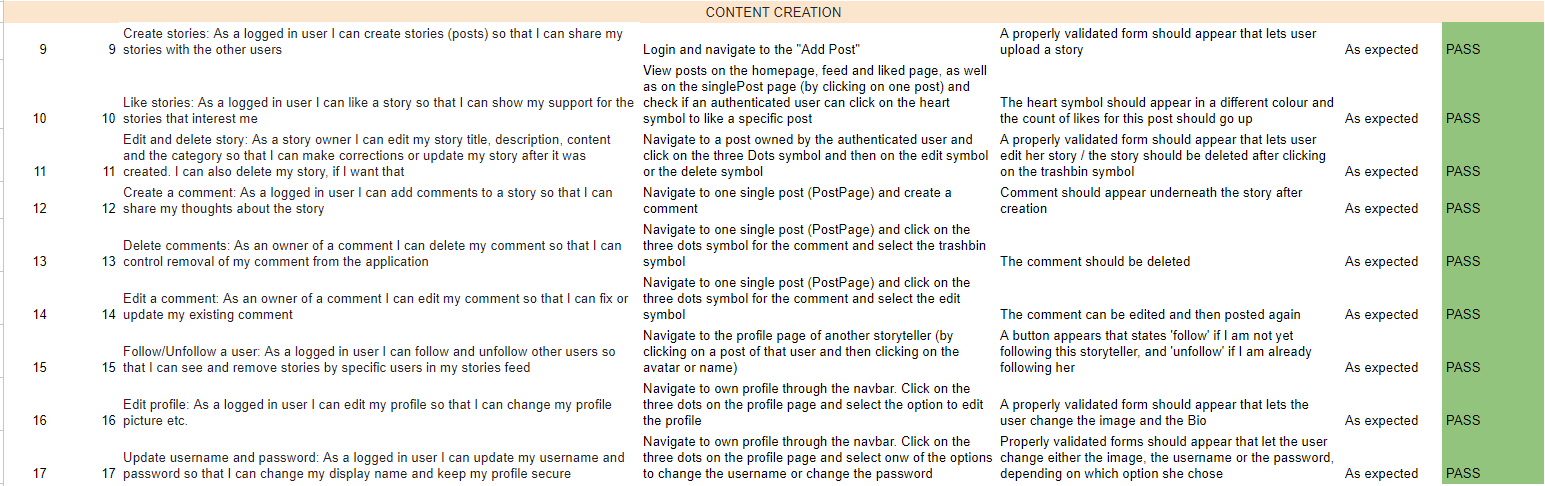 CONTENT CREATION
9 9 Create stories: As a logged in user I can create stories (posts) so that I can share my
stories with the other users
Login and navigate to the "Add Post"
A properly validated form should appear that lets user
upload a story
As expected
PASS
10 10 Like stories: As a logged in user I can like a story so that I can show my support for the
stories that interest me
View posts on the homepage, feed and liked page, as well
as on the singlePost page (by clicking on one post) and
check if an authenticated user can click on the heart
symbol to like a specific post
The heart symbol should appear in a different colour and
the count of likes for this post should go up
As expected
PASS
11 11 Edit and delete story: As a story owner I can edit my story title, description, content
and the category so that I can make corrections or update my story after it was
created. I can also delete my story, if I want that
Navigate to a post owned by the authenticated user and
click on the three Dots symbol and then on the edit symbol
or the delete symbol
A properly validated form should appear that lets user
edit her story / the story should be deleted after clicking
on the trashbin symbol
As expected
PASS
12 12 Create a comment: As a logged in user I can add comments to a story so that I can
share my thoughts about the story
Navigate to one single post (PostPage) and create a
comment
Comment should appear underneath the story after
creation
As expected
PASS
13 13 Delete comments: As an owner of a comment I can delete my comment so that I can
control removal of my comment from the application
Navigate to one single post (PostPage) and click on the
three dots symbol for the comment and select the trashbin
symbol
The comment should be deleted
As expected
PASS
14 14 Edit a comment: As an owner of a comment I can edit my comment so that I can fix or
update my existing comment
Navigate to one single post (PostPage) and click on the
three dots symbol for the comment and select the edit
symbol
The comment can be edited and then posted again
As expected
PASS
15 15 Follow/Unfollow a user: As a logged in user I can follow and unfollow other users so
that I can see and remove stories by specific users in my stories feed
Navigate to the profile page of another storyteller (by
clicking on a post of that user and then clicking on the
avatar or name)
A button appears that states 'follow' if I am not yet
following this storyteller, and 'unfollow' if I am already
following her
As expected
PASS
16 16 Edit profile: As a logged in user I can edit my profile so that I can change my profile
picture etc.
Navigate to own profile through the navbar. Click on the
three dots on the profile page and select the option to edit
the profile
A properly validated form should appear that lets the
user change the image and the Bio
As expected
PASS
17 17 Update username and password: As a logged in user I can update my username and
password so that I can change my display name and keep my profile secure
Navigate to own profile through the navbar. Click on the
three dots on the profile page and select onw of the options
to change the username or change the password
Properly validated forms should appear that let the user
change either the image, the username or the password,
depending on which option she chose
As expected
PASS